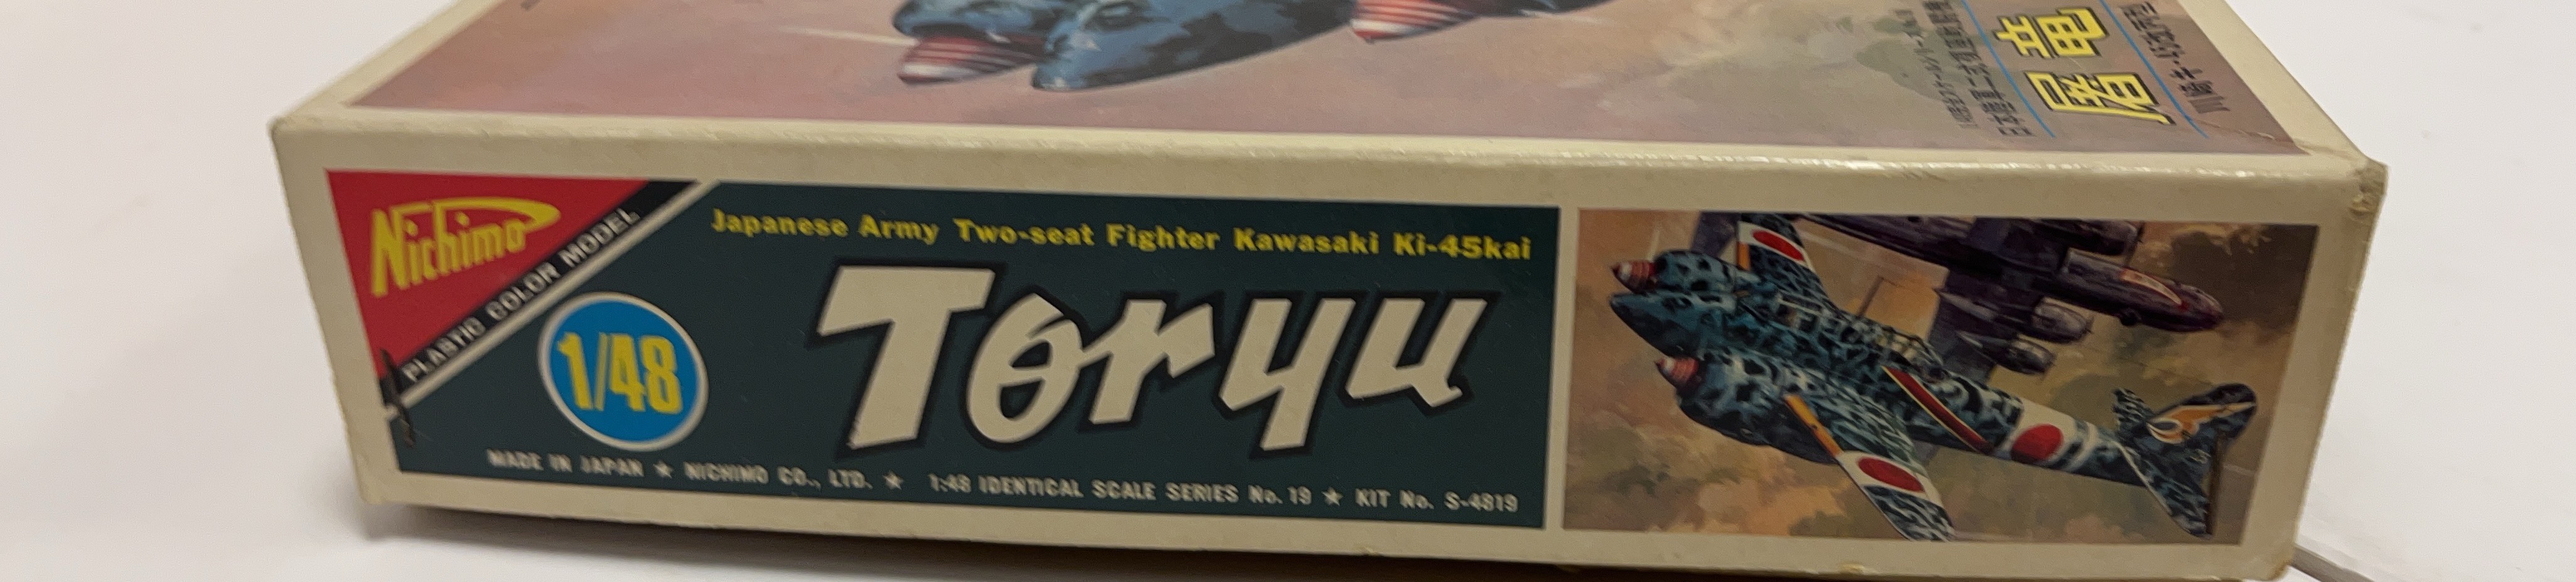 屠竜
Nichimo
PLASTIC COLOR MODEL
Japanese Army Two-seat Fighter Kawasaki Ki-45kai
1/48
Toryu
MADE IN JAPAN ★ NICHIMO CO., LTD. ★ 1:48 IDENTICAL SCALE SERIES No. 19 ★ KIT No. S-4819